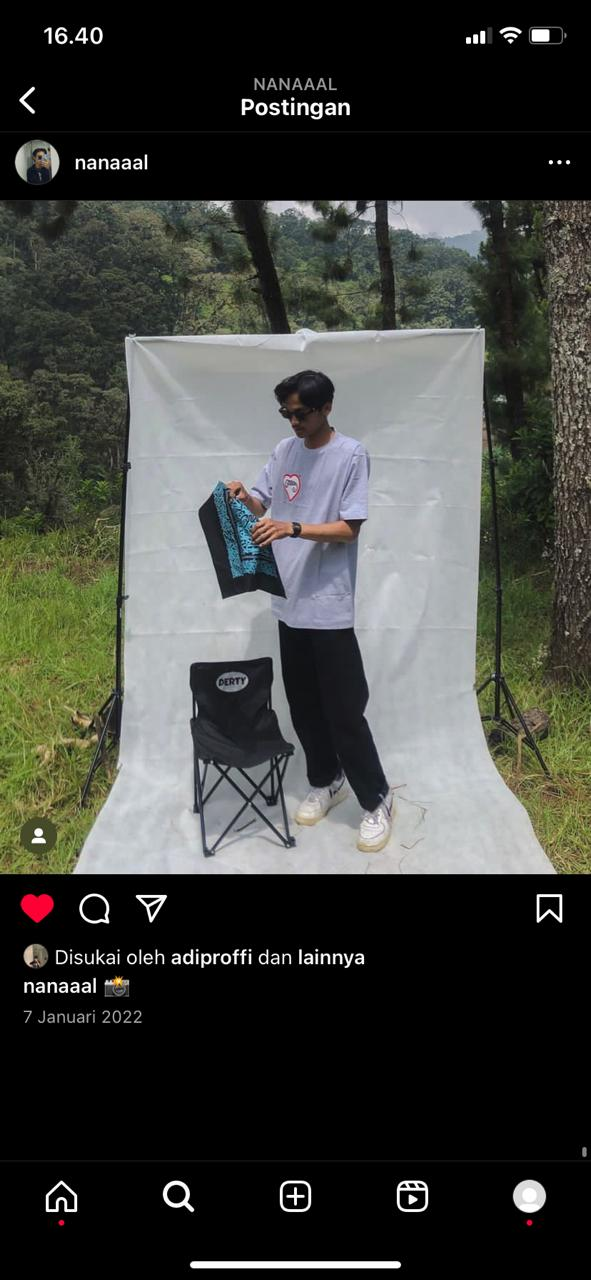 16.40
NANAAAL
Postingan
nanaaal
DERTY
Disukai oleh adiproffi dan lainnya
nanaaal 📸
7 Januari 2022